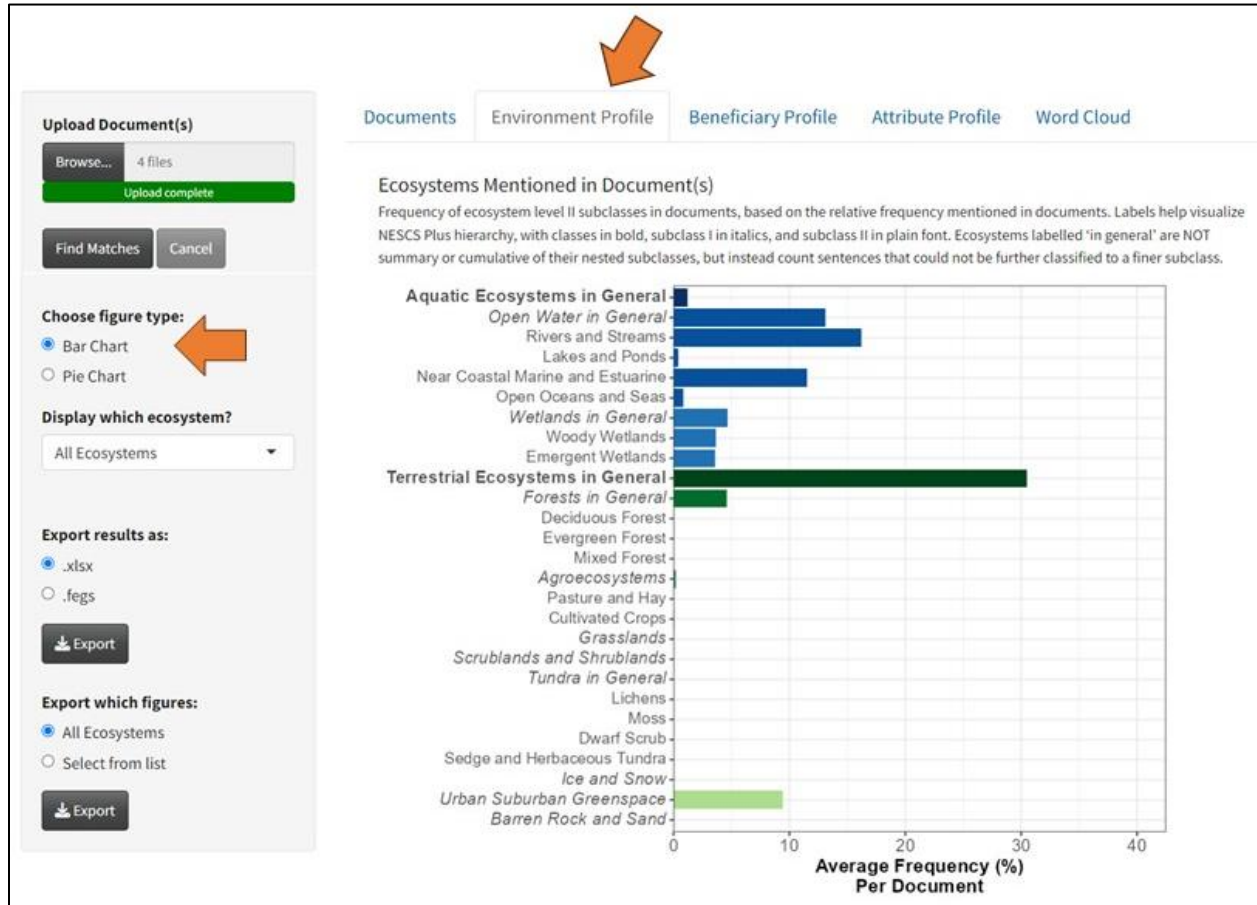 Upload Document(s)
Browse... 4 files
Upload complete
Find Matches Cancel
Choose figure type:
Bar Chart
Pie Chart
Display which ecosystem?
All Ecosystems
Export results as:
.xlsx
.fegs
Export
Export which figures:
All Ecosystems
Select from list
Export
Documents Environment Profile Beneficiary Profile Attribute Profile Word Cloud
Ecosystems Mentioned in Document(s)
Frequency of ecosystem level II subclasses in documents, based on the relative frequency mentioned in documents. Labels help visualize
NESCS Plus hierarchy, with classes in bold, subclass I in italics, and subclass II in plain font. Ecosystems labelled 'in general' are NOT
summary or cumulative of their nested subclasses, but instead count sentences that could not be further classified to a finer subclass.
Aquatic Ecosystems in General
Open Water in General
Rivers and Streams
Lakes and Ponds
Near Coastal Marine and Estuarine
Open Oceans and Seas
Wetlands in General
Woody Wetlands
Emergent Wetlands
Terrestrial Ecosystems in General
Forests in General
Deciduous Forest
Evergreen Forest
Mixed Forest
Agroecosystems
Pasture and Hay
Cultivated Crops
Grasslands
Scrublands and Shrublands
Tundra in General
Lichens
Moss
Dwarf Scrub
Sedge and Herbaceous Tundra
Ice and Snow
Urban Suburban Greenspace
Barren Rock and Sand
0 10 20 30 40
Average Frequency (%)
Per Document